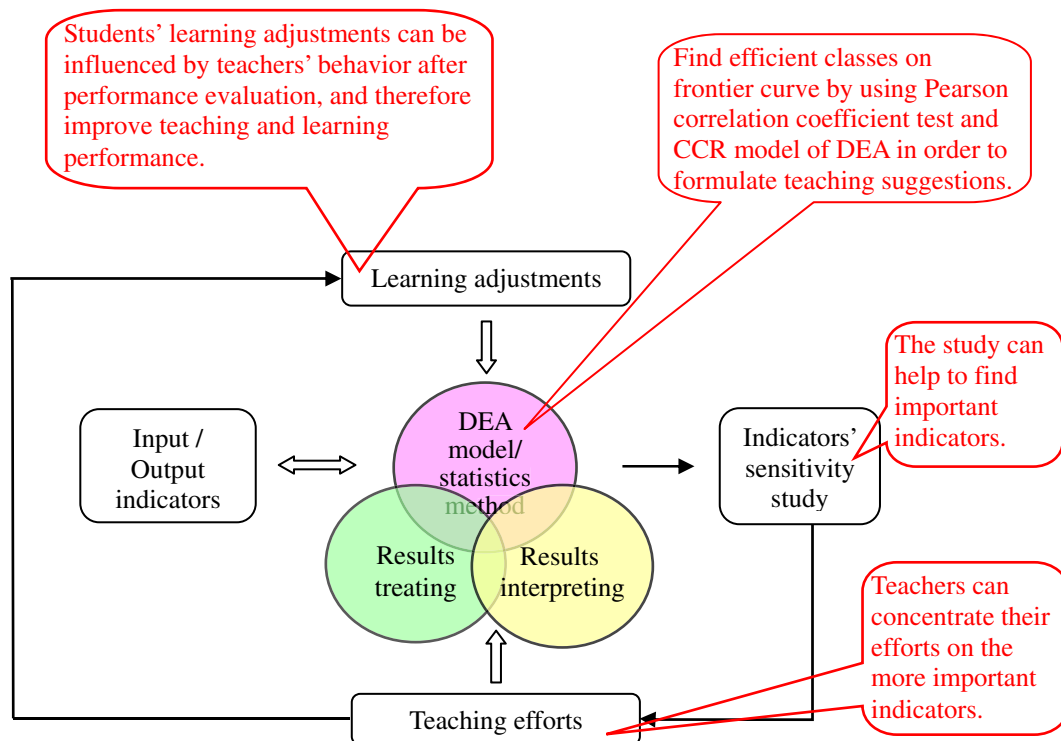 Students’ learning adjustments can be
influenced by teachers’ behavior after
performance evaluation, and therefore
improve teaching and learning
performance.
Find efficient classes on
frontier curve by using Pearson
correlation coefficient test and
CCR model of DEA in order to
formulate teaching suggestions.
Learning adjustments
The study can
help to find
important
indicators.
Input /
Output
indicators
DEA
model/
statistics
method
Indicators’
sensitivity
study
Results
treating
Results
interpreting
Teachers can
concentrate their
efforts on the
more important
indicators.
Teaching efforts